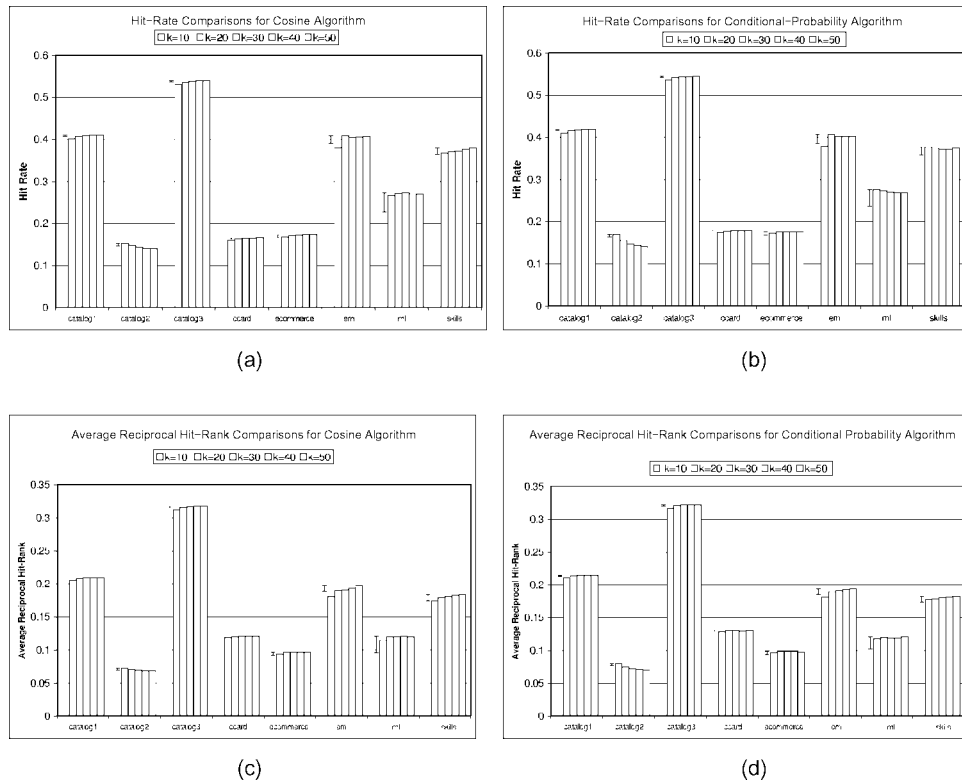 Hit-Rate Comparisons for Cosine Algorithm
k=10 k=20 k=30 k=40 k=50
0.6
0.5
0.4
0.3
0.2
0.1
0
Hit Rate
catalog1 catalog2 catalog3 ccard ecommerce em ml skills
(a)
Hit-Rate Comparisons for Conditional-Probability Algorithm
k=10 k=20 k=30 k=40 k=50
0.6
0.5
0.4
0.3
0.2
0.1
0
Hit Rate
catalog1 catalog2 catalog3 ccard ecommerce em ml skills
(b)
Average Reciprocal Hit-Rank Comparisons for Cosine Algorithm
k=10 k=20 k=30 k=40 k=50
0.35
0.3
0.25
0.2
0.15
0.1
0.05
0
Average Reciprocal Hit-Rank
catalog1 catalog2 catalog3 ccard ecommerce em ml skills
(c)
Average Reciprocal Hit-Rank Comparisons for Conditional Probability Algorithm
k=10 k=20 k=30 k=40 k=50
0.35
0.3
0.25
0.2
0.15
0.1
0.05
0
Average Reciprocal Hit-Rank
catalog1 catalog2 catalog3 ccard ecommerce em ml skills
(d)